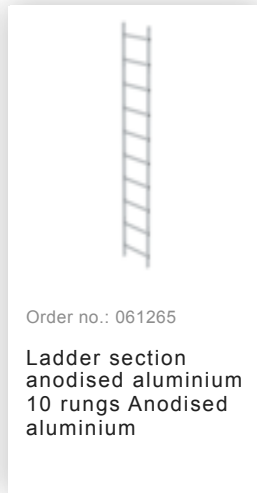 Order no.: 061265
Ladder section
anodised aluminium
10 rungs Anodised
aluminium